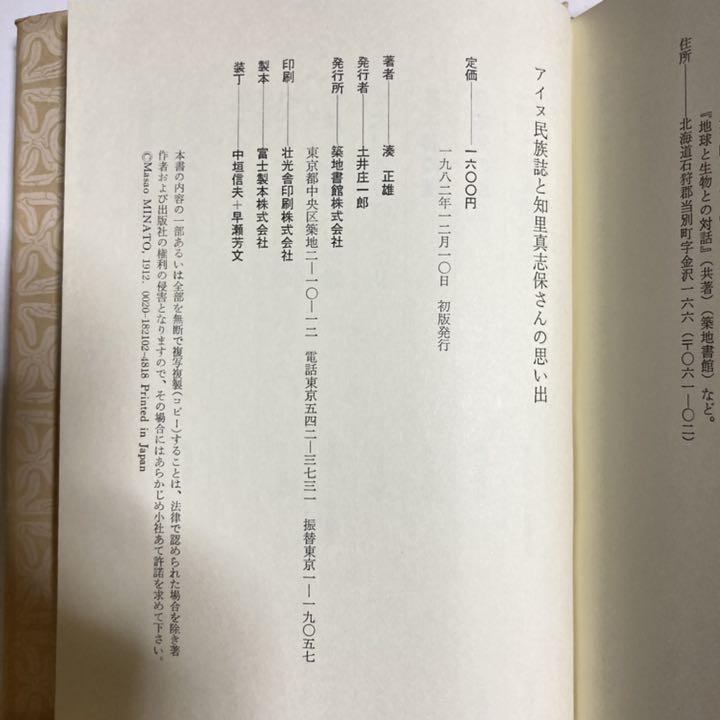 『地球と生物との対話』（共著）（築地書館）など。
住所――北海道石狩郡当別町字金沢一六六（〒〇六一―〇二）
アイヌ民族誌と知里真志保さんの思い出
定価――一六〇〇円
一九八二年一二月一〇日　初版発行
著者――湊　正雄
発行者――土井庄一郎
発行所――築地書館株式会社
東京都中央区築地二―一〇―一二　電話東京五四二―三七三一　振替東京一―一九〇五七
印刷――壮光舎印刷株式会社
製本――富士製本株式会社
装丁――中垣信夫＋早瀬芳文
本書の内容の一部あるいは全部を無断で複写複製（コピー）することは、法律で認められた場合を除き著
作者および出版社の権利の侵害となりますので、その場合にはあらかじめ小社あて許諾を求めて下さい。
©Masao MINATO, 1912. 0020-182102-4818 Printed in Japan